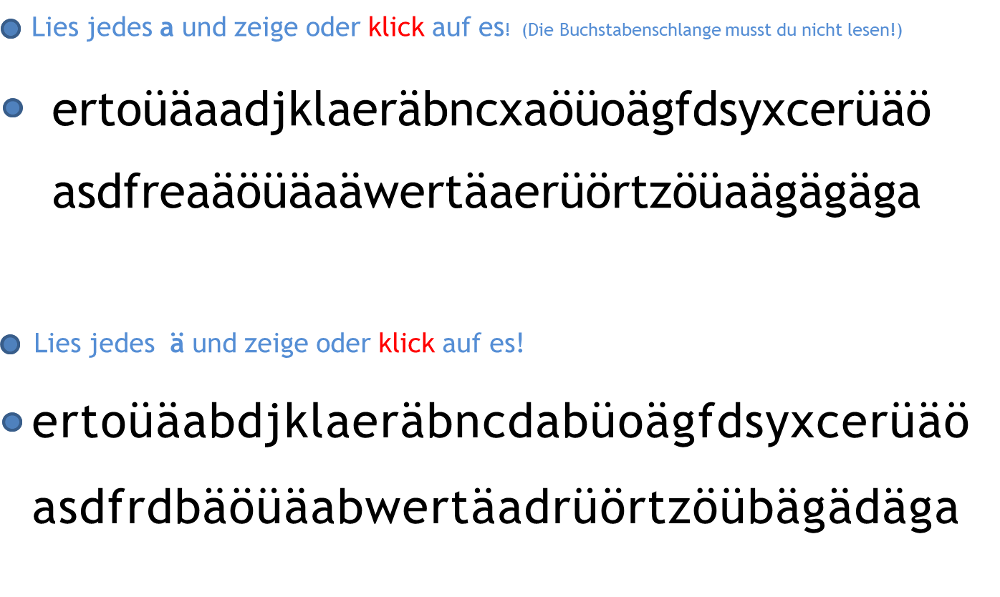 Lies jedes a und zeige oder klick auf es! (Die Buchstabenschlange musst du nicht lesen!)
ertoüäaadjklaeräbncxaöüoägfdsyxcerüäö
asdfreaäöüäaäwertäaerüörtzöüaägägäga
Lies jedes ä und zeige oder klick auf es!
ertoüäabdjklaeräbncdabüoägfdsyxcerüäö
asdfrdbäöüäabwertäadrüörtzöübägädäga